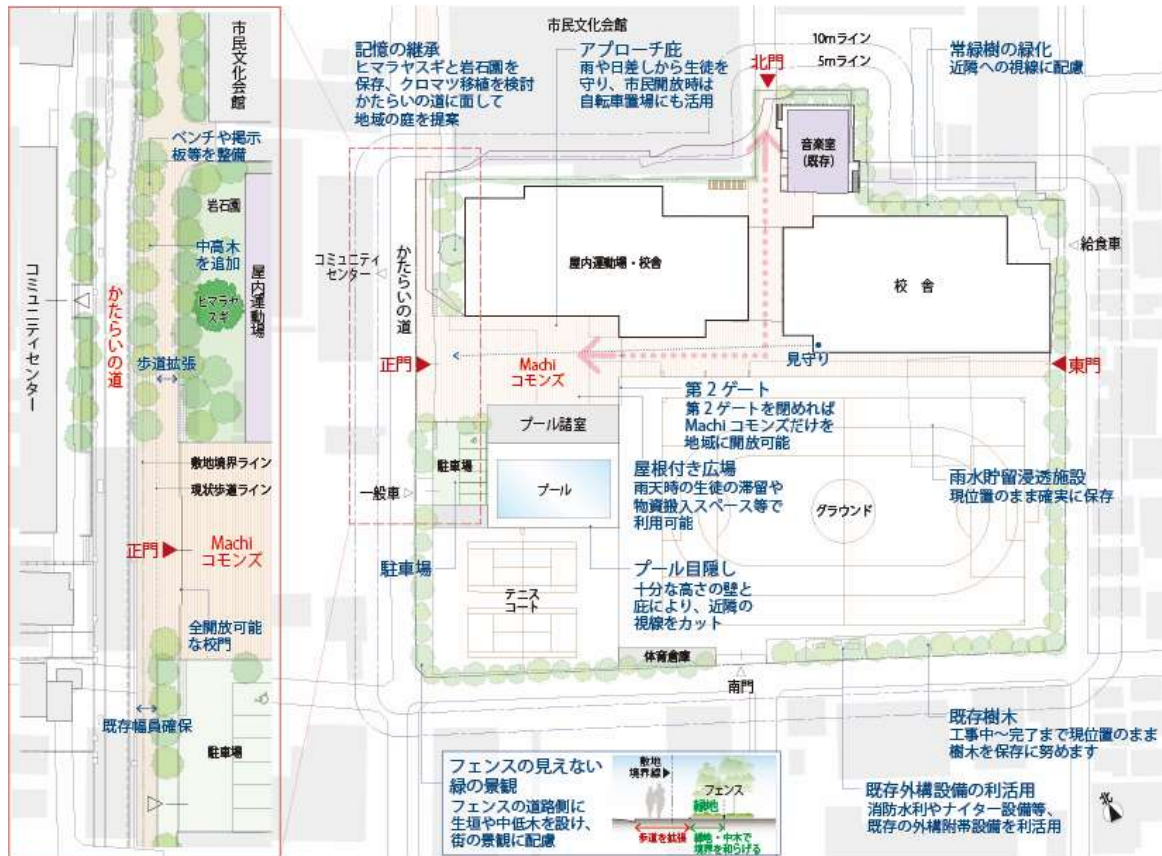 市民文化会館
ベンチや掲示
板等を整備
岩石園
中高木
を追加
ヒマラヤ
スギ
屋内運動場
コミュニティセンター
かたらいの道
歩道拡張
敷地境界ライン
現状歩道ライン
正門
Machi
コモンズ
全開放可能
な校門
既存幅員確保
駐車場
市民文化会館
記憶の継承
ヒマラヤスギと岩石園を
保存、クロマツ移植を検討
かたらいの道に面して
地域の庭を提案
アプローチ庇
雨や日差しから生徒を
守り、市民開放時は
自転車置場にも活用
10mライン
5mライン
北門
常緑樹の緑化
近隣への視線に配慮
音楽室
(既存)
給食車
コミュニティ
センター
かたらいの道
屋内運動場・校舎
校 舎
正門
Machi
コモンズ
見守り
東門
第2ゲート
第2ゲートを閉めれば
Machiコモンズだけを
地域に開放可能
プール諸室
駐車場
一般車
プール
屋根付き広場
雨天時の生徒の滞留や
物資搬入スペース等で
利用可能
グラウンド
雨水貯留浸透施設
現位置のまま確実に保存
駐車場
テニス
コート
プール目隠し
十分な高さの壁と
庇により、近隣の
視線をカット
体育倉庫
南門
既存樹木
工事中～完了まで現位置のまま
樹木を保存に努めます
フェンスの見えない
緑の景観
フェンスの道路側に
生垣や中低木を設け、
街の景観に配慮
敷地
境界線
フェンス
緑地
歩道を拡張
緑地・中木で
境界を和らげる
既存外構設備の利活用
消防水利やナイター設備等、
既存の外構附帯設備を利活用
北